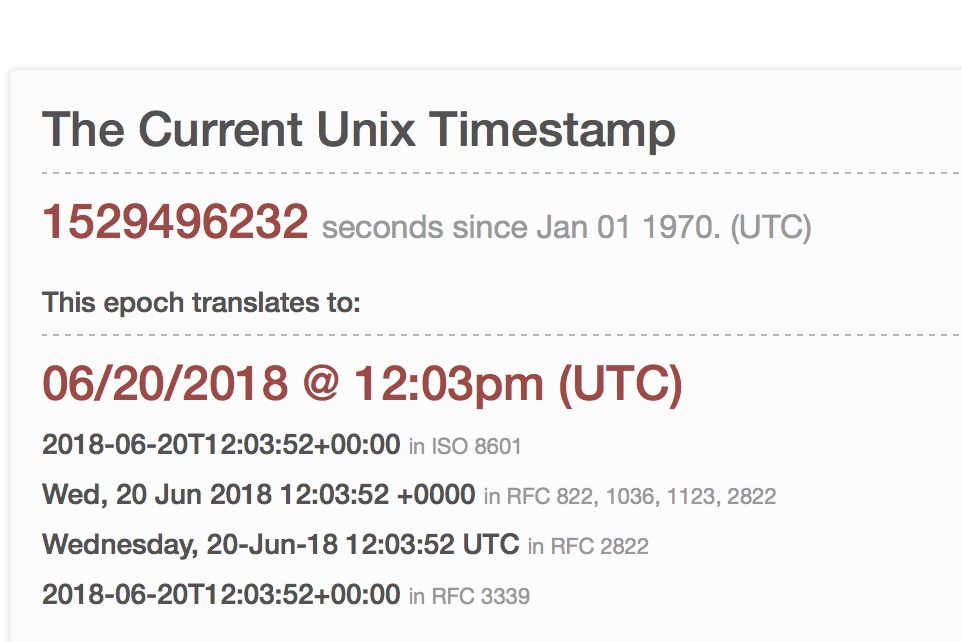 The Current Unix Timestamp
1529496232 seconds since Jan 01 1970. (UTC)
This epoch translates to:
06/20/2018 @ 12:03pm (UTC)
2018-06-20T12:03:52+00:00 in ISO 8601
Wed, 20 Jun 2018 12:03:52 +0000 in RFC 822, 1036, 1123, 2822
Wednesday, 20-Jun-18 12:03:52 UTC in RFC 2822
2018-06-20T12:03:52+00:00 in RFC 3339